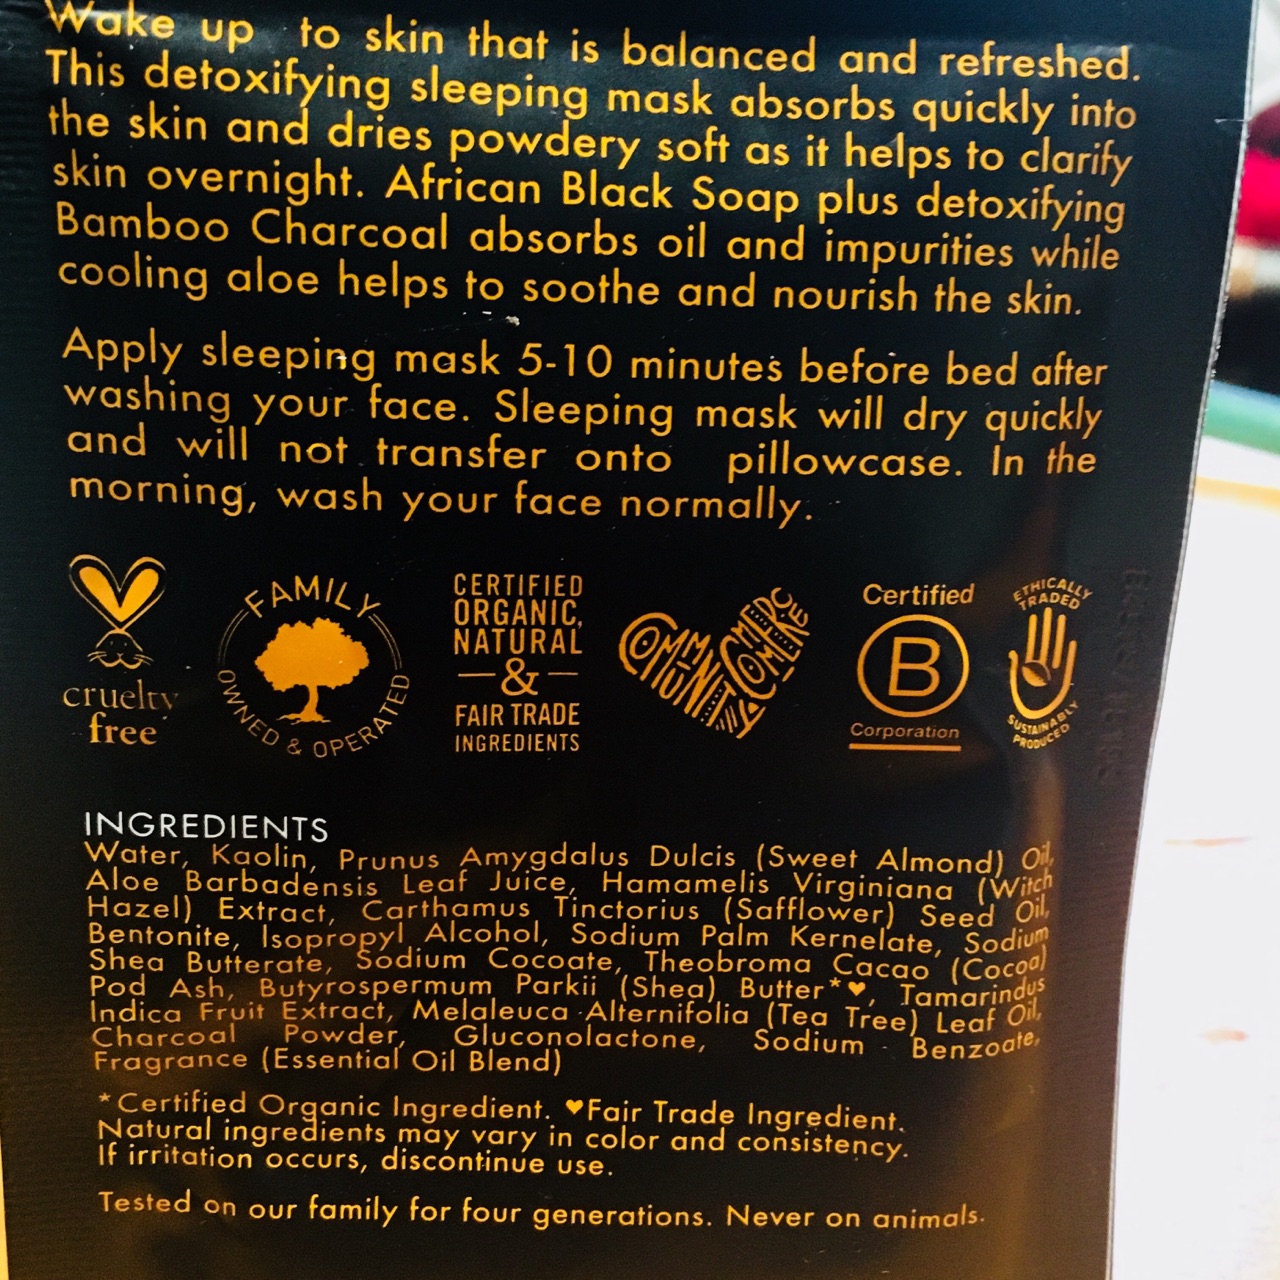 Wake up to skin that is balanced and refreshed.
This detoxifying sleeping mask absorbs quickly into
the skin and dries powdery soft as it helps to clarify
skin overnight. African Black Soap plus detoxifying
Bamboo Charcoal absorbs oil and impurities while
cooling aloe helps to soothe and nourish the skin.
Apply sleeping mask 5-10 minutes before bed after
washing your face. Sleeping mask will dry quickly
and will not transfer onto pillowcase. In the
morning, wash your face normally.
cruelty
free
FAMILY
OWNED & OPERATED
CERTIFIED
ORGANIC,
NATURAL
&
FAIR TRADE
INGREDIENTS
COMMUNITY
COMMERCE
Certified
B
Corporation
ETHICALLY
TRADED
SUSTAINABLY
PRODUCED
INGREDIENTS
Water, Kaolin, Prunus Amygdalus Dulcis (Sweet Almond) Oil,
Aloe Barbadensis Leaf Juice, Hamamelis Virginiana (Witch
Hazel) Extract, Carthamus Tinctorius (Safflower) Seed Oil,
Bentonite, Isopropyl Alcohol, Sodium Palm Kernelate, Sodium
Shea Butterate, Sodium Cocoate, Theobroma Cacao (Cocoa)
Pod Ash, Butyrospermum Parkii (Shea) Butter*♥, Tamarindus
Indica Fruit Extract, Melaleuca Alternifolia (Tea Tree) Leaf Oil,
Charcoal Powder, Gluconolactone, Sodium Benzoate,
Fragrance (Essential Oil Blend)
*Certified Organic Ingredient. ♥Fair Trade Ingredient.
Natural ingredients may vary in color and consistency.
If irritation occurs, discontinue use.
Tested on our family for four generations. Never on animals.